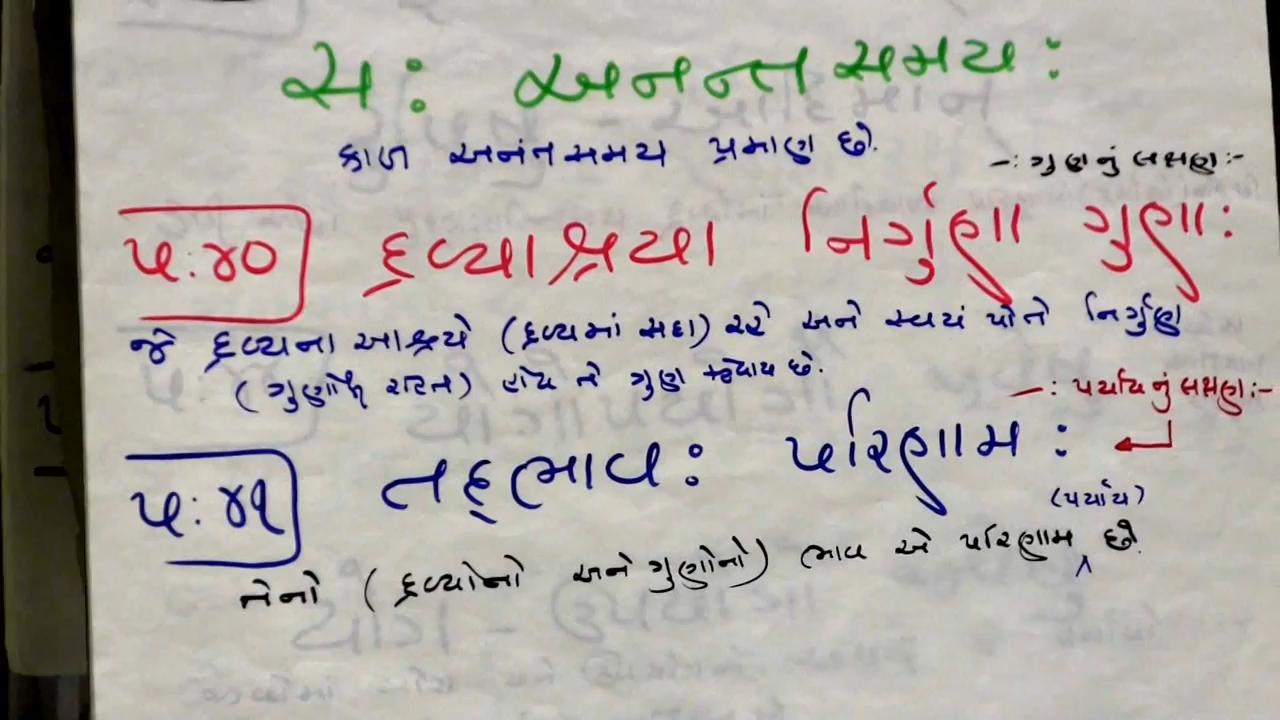 સ: અનન્તસમય:
કાળ અનંતસમય પ્રમાણ છે.
-: ગુણનું લક્ષણ :-
૫:૪૦ દ્રવ્યાશ્રયા નિર્ગુણા ગુણા:
જે દ્રવ્યના આશ્રયે (દ્રવ્યમાં સદા) રહે અને સ્વયં પોતે નિર્ગુણ
(ગુણોથી રહિત) હોય તે ગુણ કહેવાય છે.
-: પર્યાયનું લક્ષણ :-
૫:૪૧ તદ્ભાવ: પરિણામ:
(પર્યાય)
તેનો (દ્રવ્યોનો અને ગુણોનો) ભાવ એ પરિણામ છે.